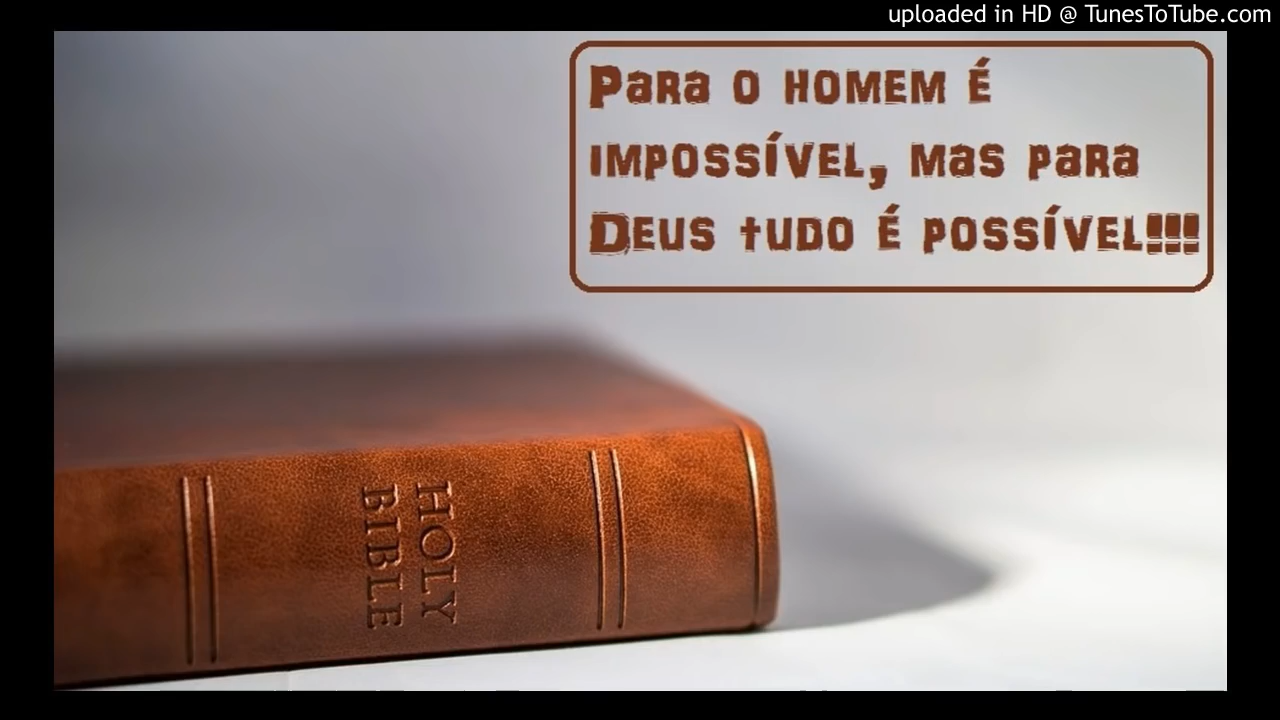 uploaded in HD @ TunesToTube.com
Para o homem é
impossível, mas para
Deus tudo é possível!!!
HOLY
BIBLE